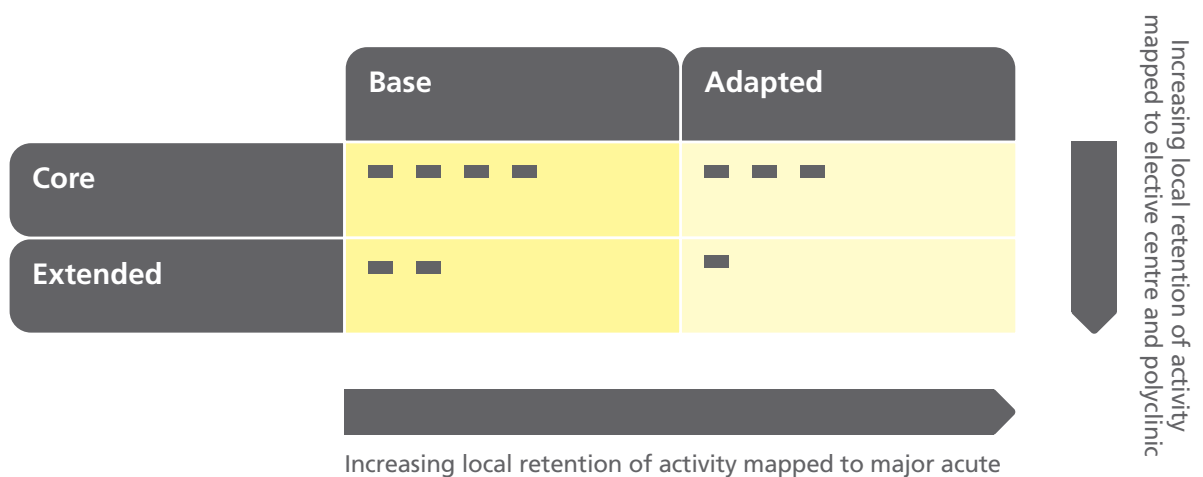 Base
Adapted
Core
Extended
Increasing local retention of activity
mapped to elective centre and polyclinic
Increasing local retention of activity mapped to major acute